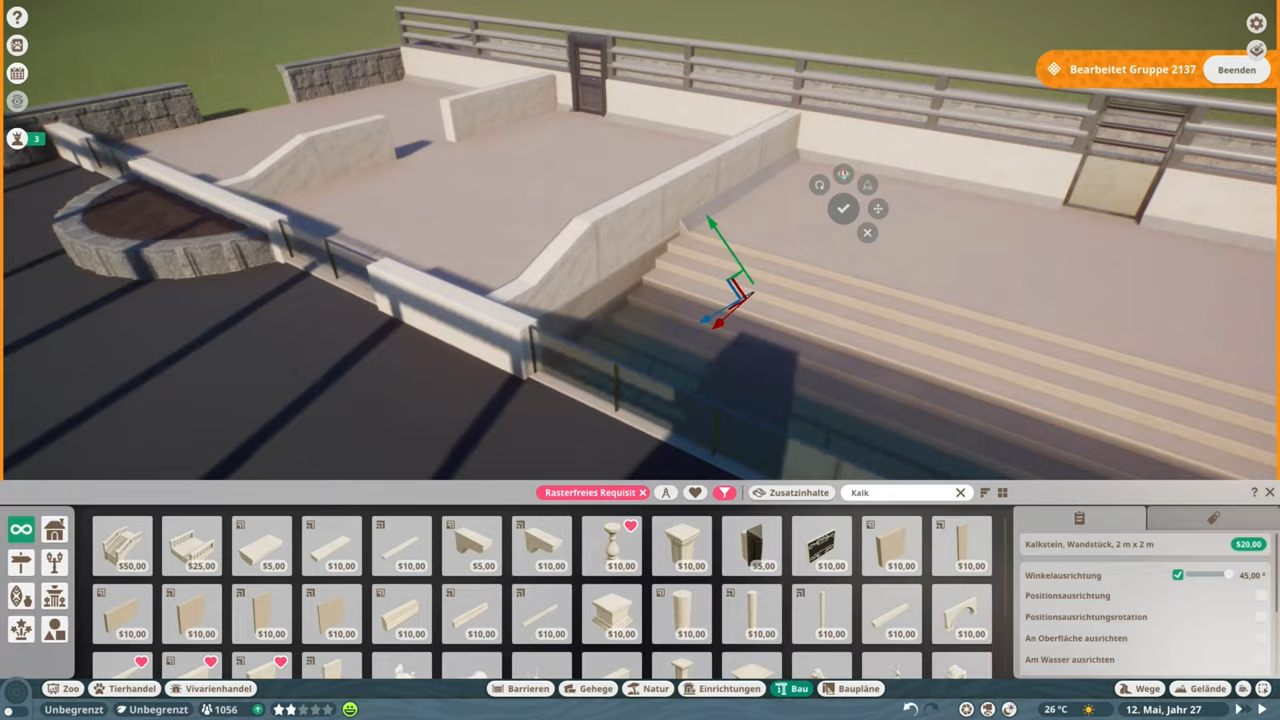 ?
Bearbeitet Gruppe 2137
Beenden
3
Rasterfreies Requisit ×
Zusatzinhalte
Kalk
? ×
$50,00 $25,00 $5,00 $10,00 $10,00 $5,00 $10,00 $10,00 $10,00 $5,00 $10,00 $10,00 $10,00
$10,00 $10,00 $10,00 $10,00 $10,00 $10,00 $10,00 $10,00 $10,00 $10,00 $10,00 $10,00 $10,00
Kalkstein, Wandstück, 2 m x 2 m
$20,00
Winkelausrichtung
45,00 °
Positionsausrichtung
Positionsausrichtungsrotation
An Oberfläche ausrichten
Am Wasser ausrichten
Zoo
Tierhandel
Vivarienhandel
Barrieren
Gehege
Natur
Einrichtungen
Bau
Baupläne
Wege
Gelände
Unbegrenzt
Unbegrenzt
1056
26 °C
12. Mai, Jahr 27